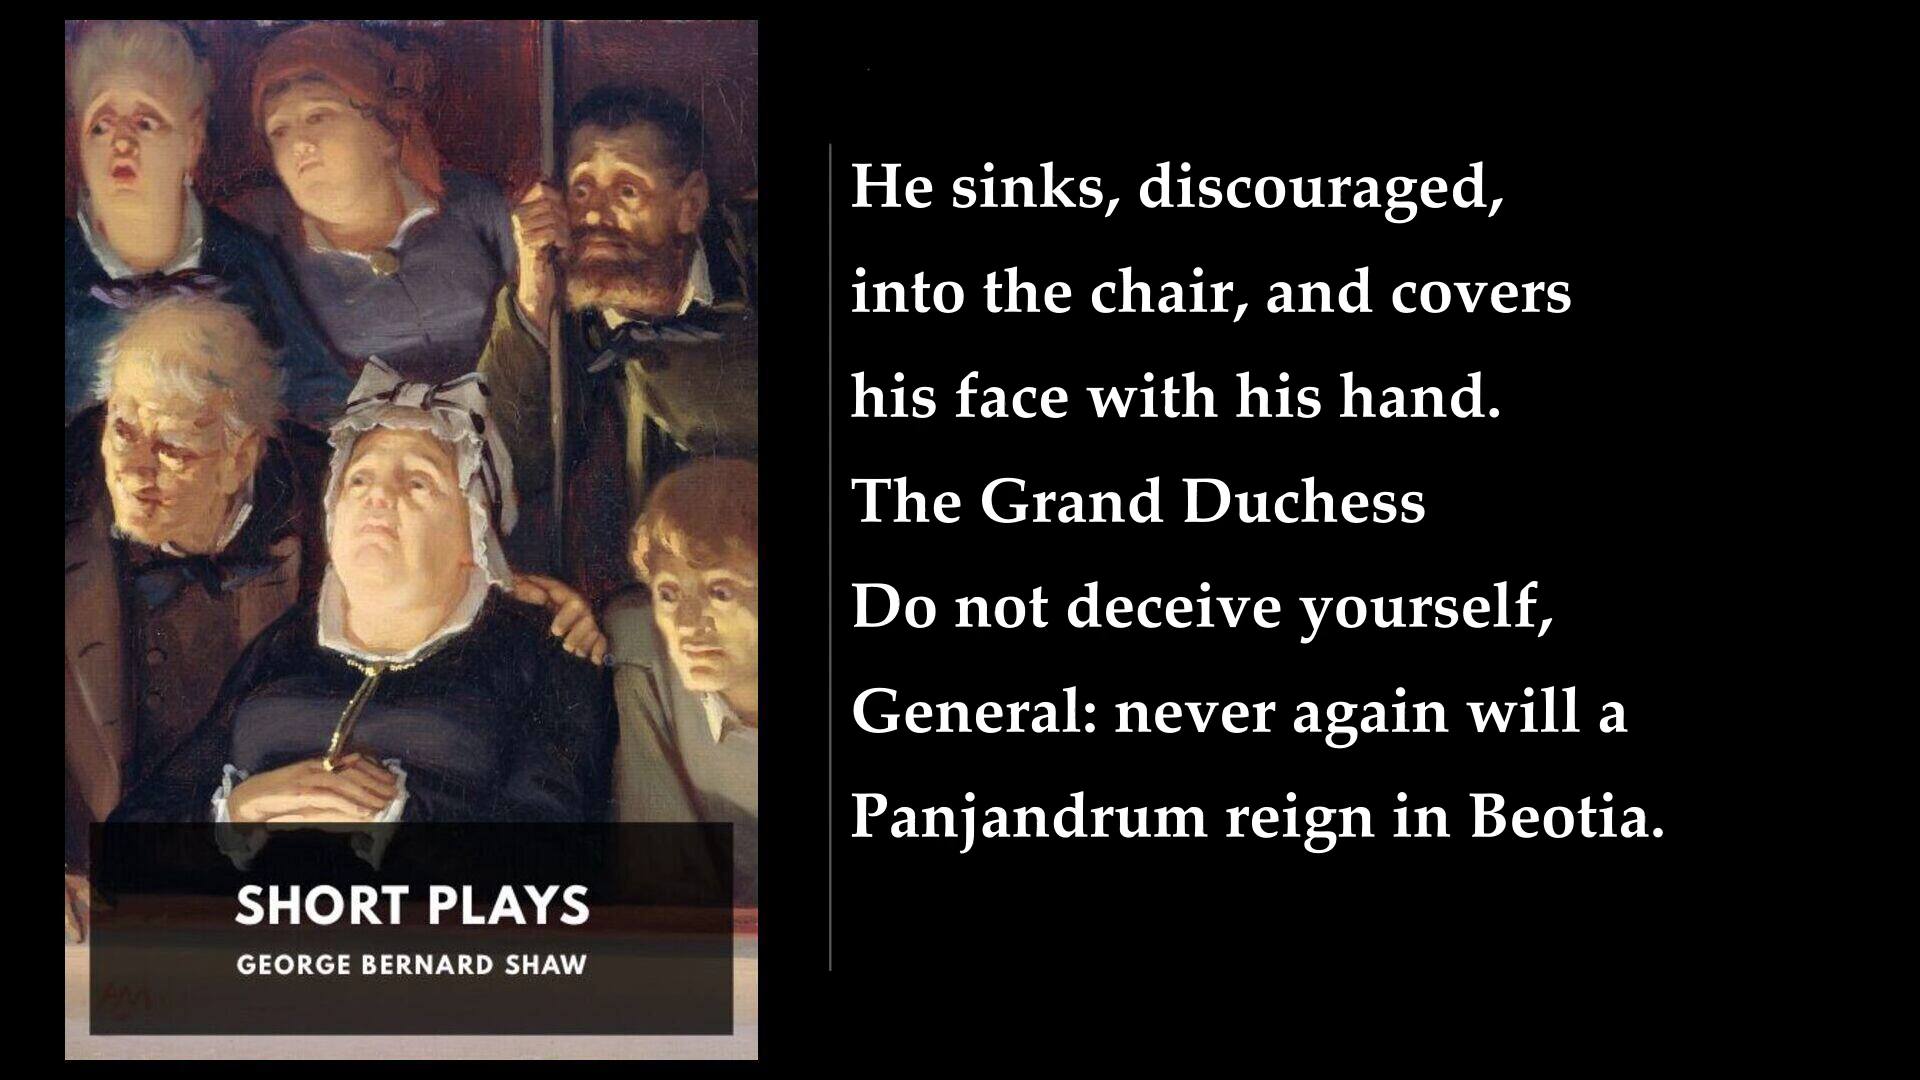 SHORT PLAYS
GEORGE BERNARD SHAW
He sinks, discouraged,
into the chair, and covers
his face with his hand.
The Grand Duchess
Do not deceive yourself,
General: never again will a
Panjandrum reign in Beotia.